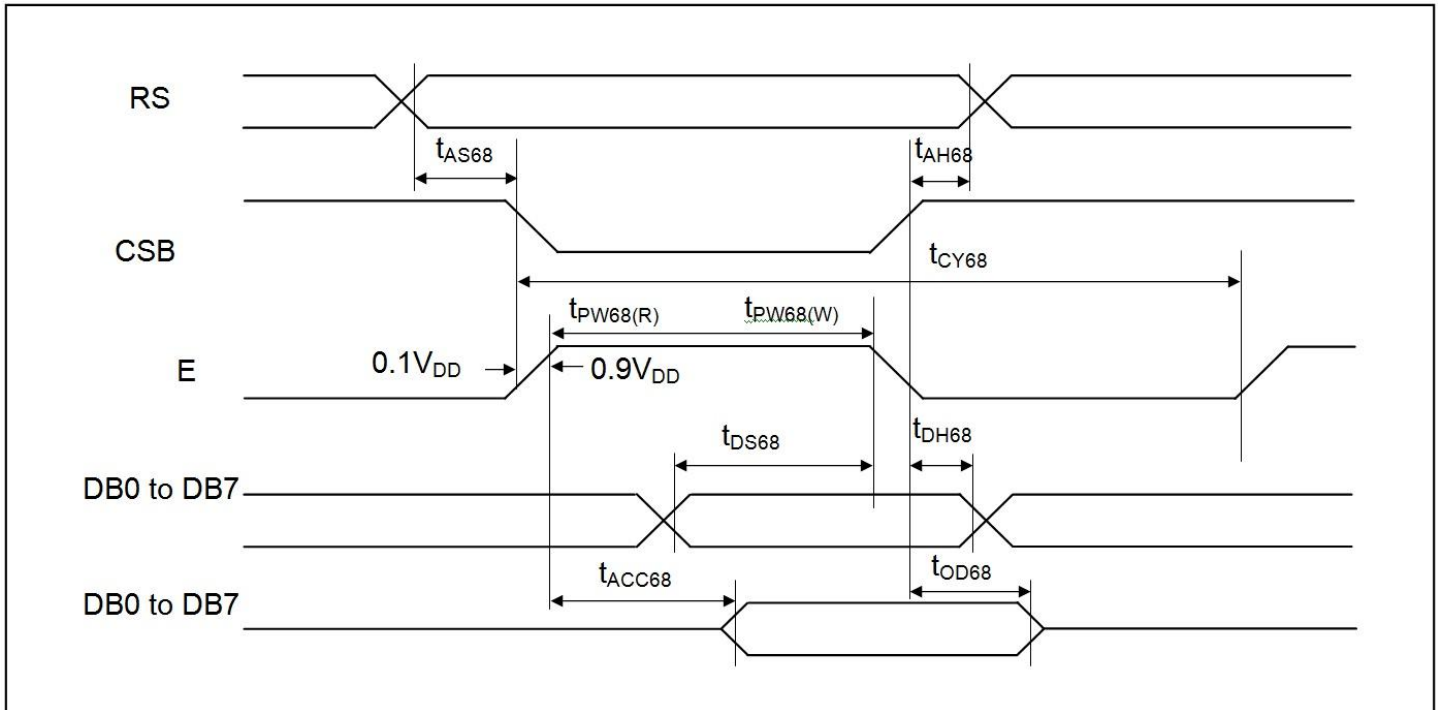 RS
tAS68
tAH68
CSB
tCY68
tPW68(R)
tPW68(W)
E
0.1VDD
0.9VDD
tDS68
tDH68
DB0 to DB7
tACC68
tOD68
DB0 to DB7